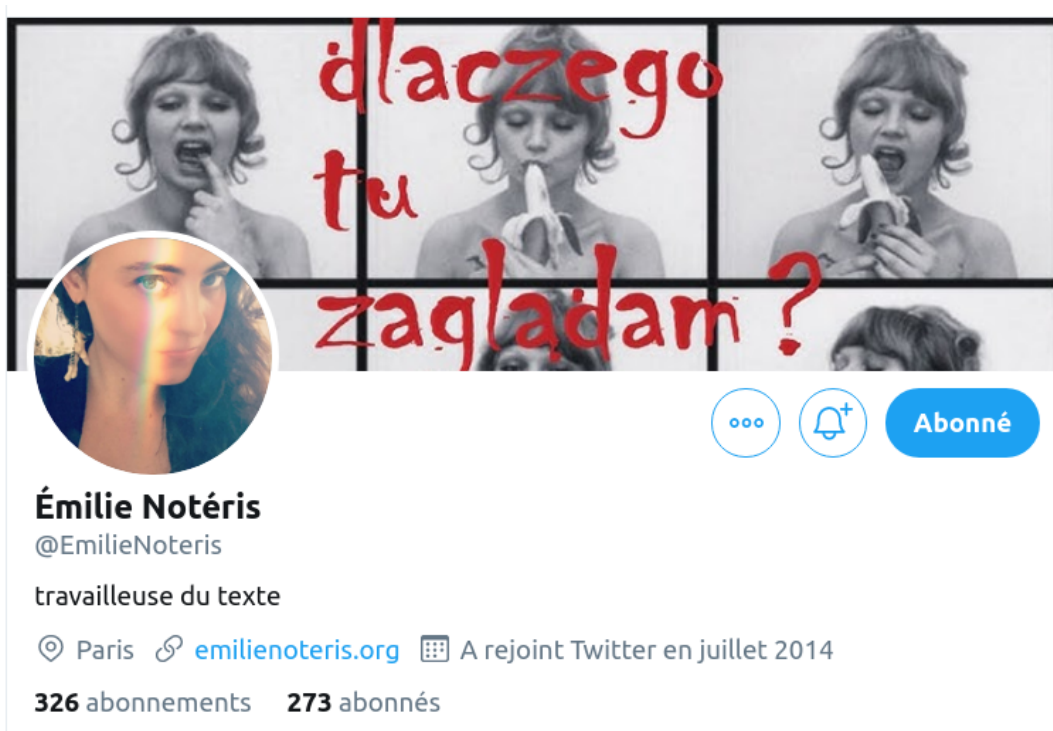 dlaczego
tu
zaglądam ?
Abonné
Émilie Notéris
@EmilieNoteris
travailleuse du texte
Paris emilienoteris.org A rejoint Twitter en juillet 2014
326 abonnements 273 abonnés